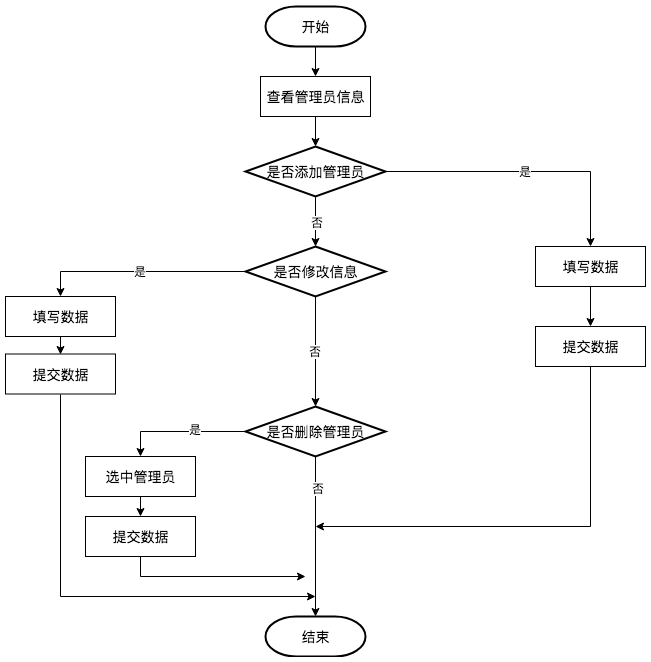 开始
查看管理员信息
是否添加管理员
是
否
填写数据
是否修改信息
是
填写数据
提交数据
否
提交数据
是否删除管理员
是
选中管理员
否
提交数据
结束